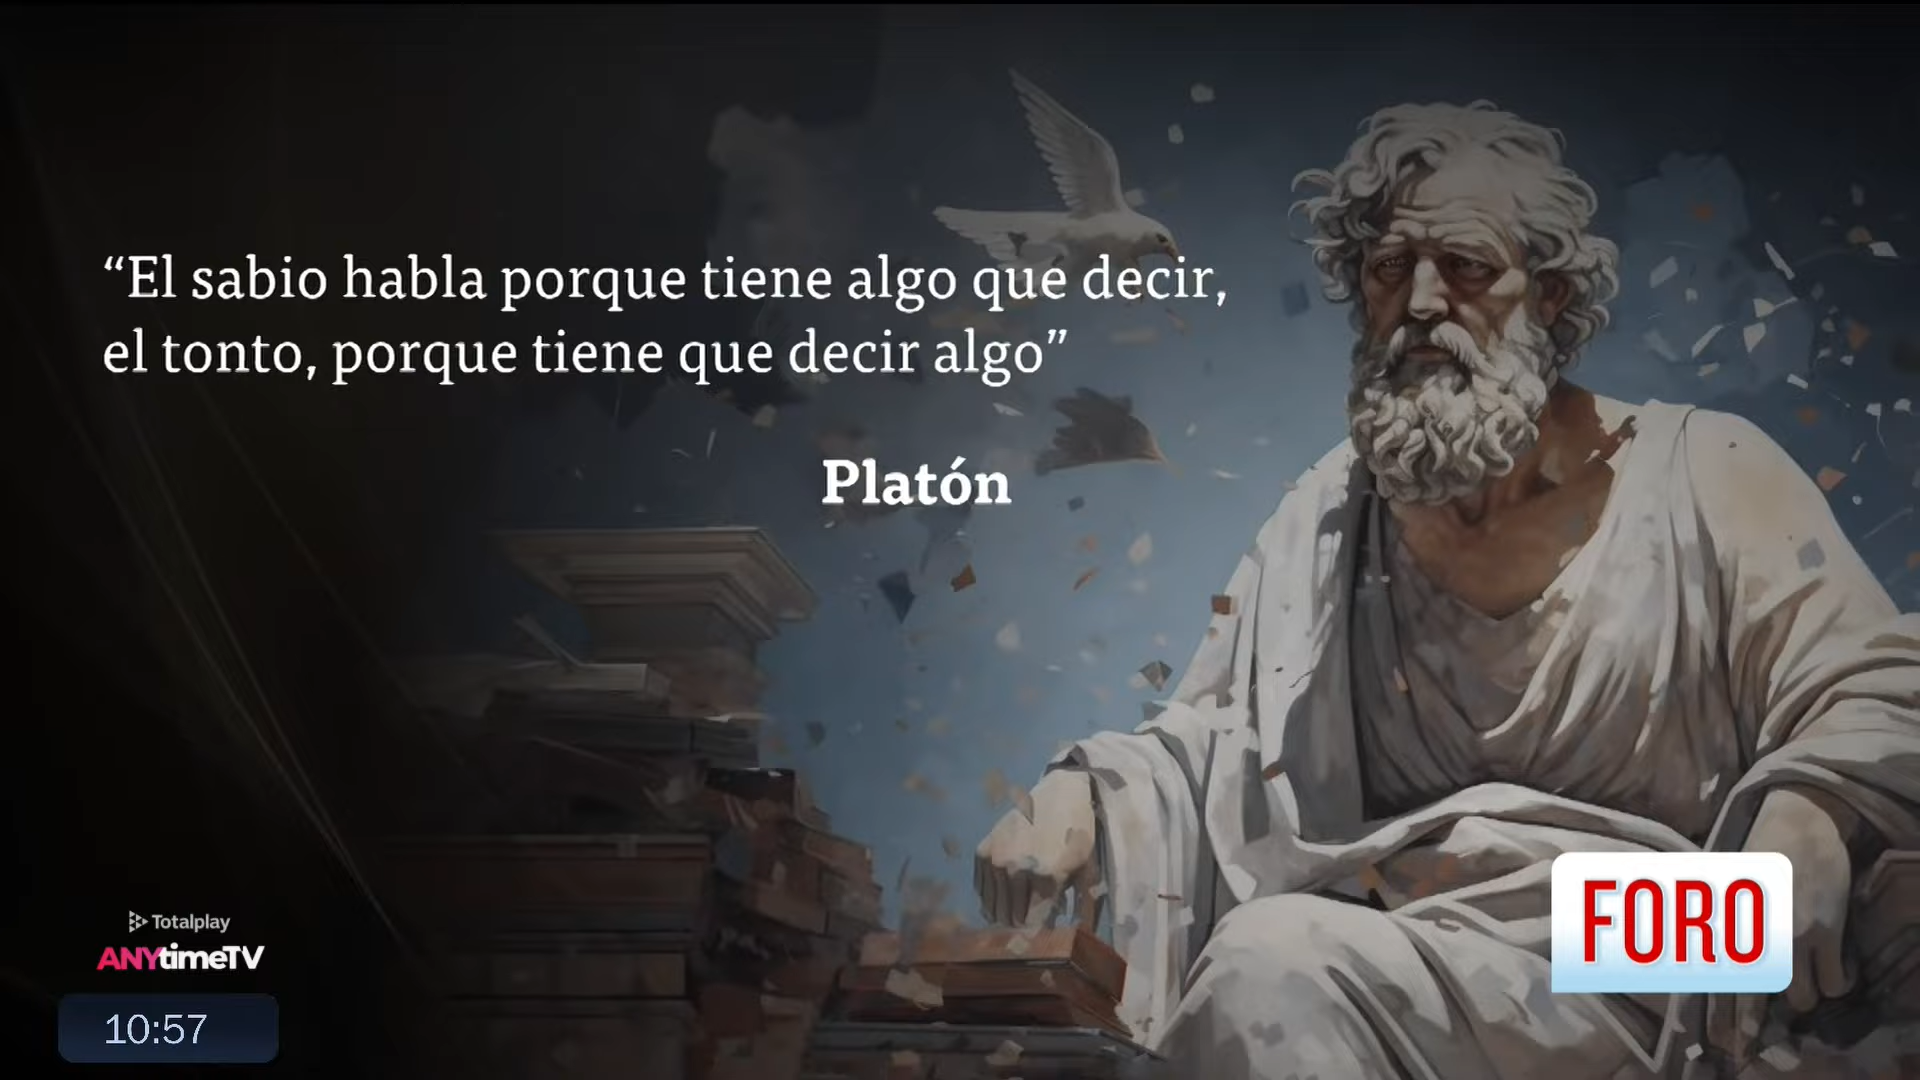 “El sabio habla porque tiene algo que decir,
el tonto, porque tiene que decir algo”
Platón
Totalplay
ANYtimeTV
10:57
FORO